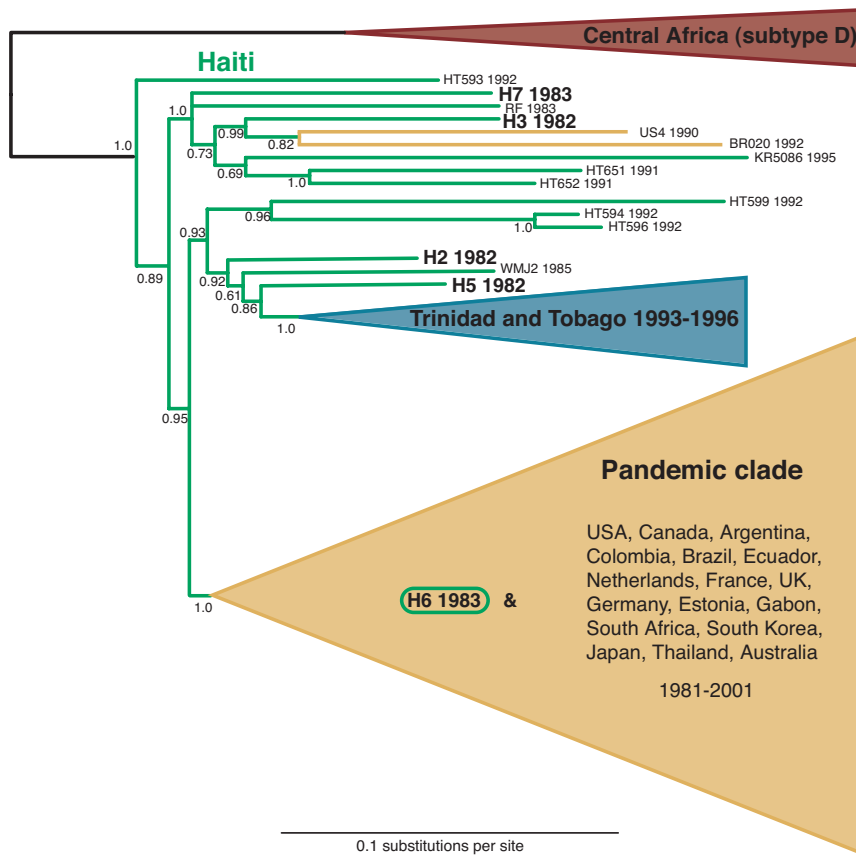 Central Africa (subtype D)
Haiti
HT593 1992
H7 1983
1.0
RF 1983
H3 1982
0.99
US4 1990
1.0
0.82
BR020 1992
0.73
KR5086 1995
0.69
HT651 1991
1.0
HT652 1991
HT599 1992
0.96
HT594 1992
1.0
HT596 1992
0.93
H2 1982
WMJ2 1985
0.89
0.92
H5 1982
0.61
0.86
1.0
Trinidad and Tobago 1993-1996
0.95
Pandemic clade
USA, Canada, Argentina,
Colombia, Brazil, Ecuador,
Netherlands, France, UK,
Germany, Estonia, Gabon,
South Africa, South Korea,
Japan, Thailand, Australia
1981-2001
H6 1983 &
1.0
0.1 substitutions per site